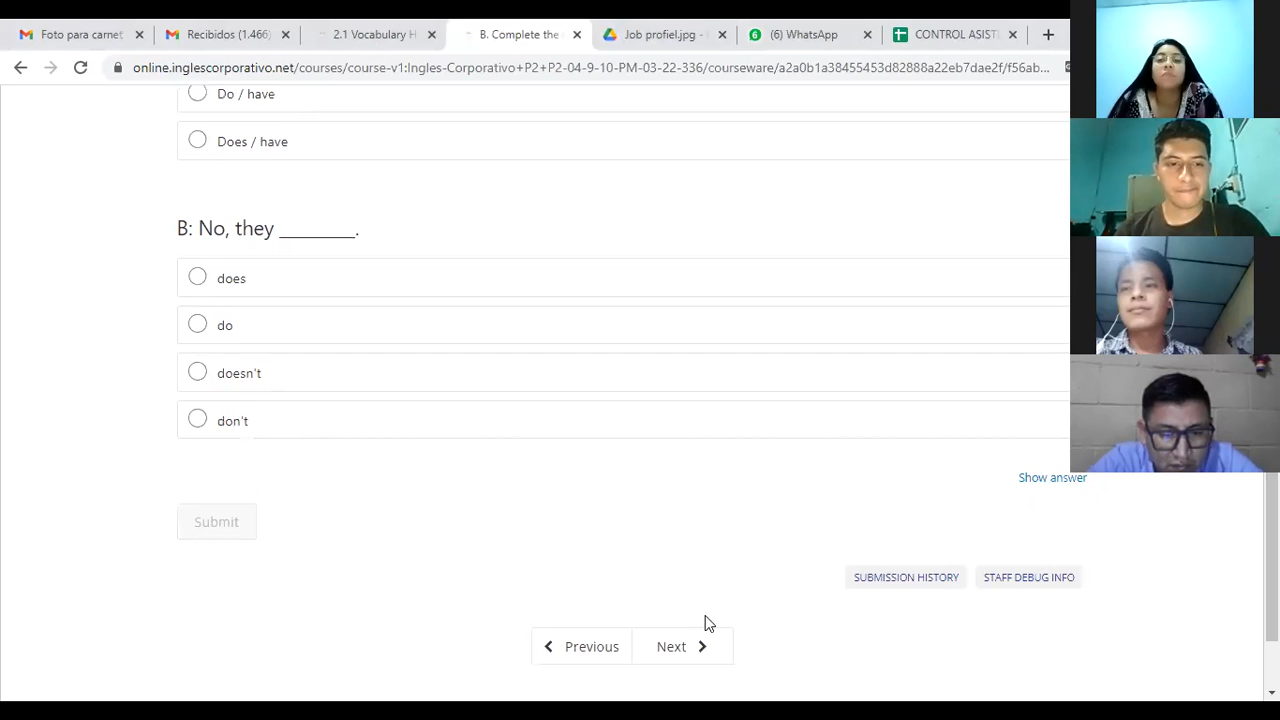 Foto para carnet
Recibidos (1.466)
2.1 Vocabulary H
B. Complete the
Job profiel.jpg -
(6) WhatsApp
CONTROL ASIST
online.inglescorporativo.net/courses/course-v1:Ingles-Corporativo+P2+P2-04-9-10-PM-03-22-336/courseware/a2a0b1a38455453d8d888a22eb7dae2f/f56ab...
Do / have
Does / have
B: No, they ________.
does
do
doesn't
don't
Show answer
Submit
SUBMISSION HISTORY
STAFF DEBUG INFO
Previous
Next